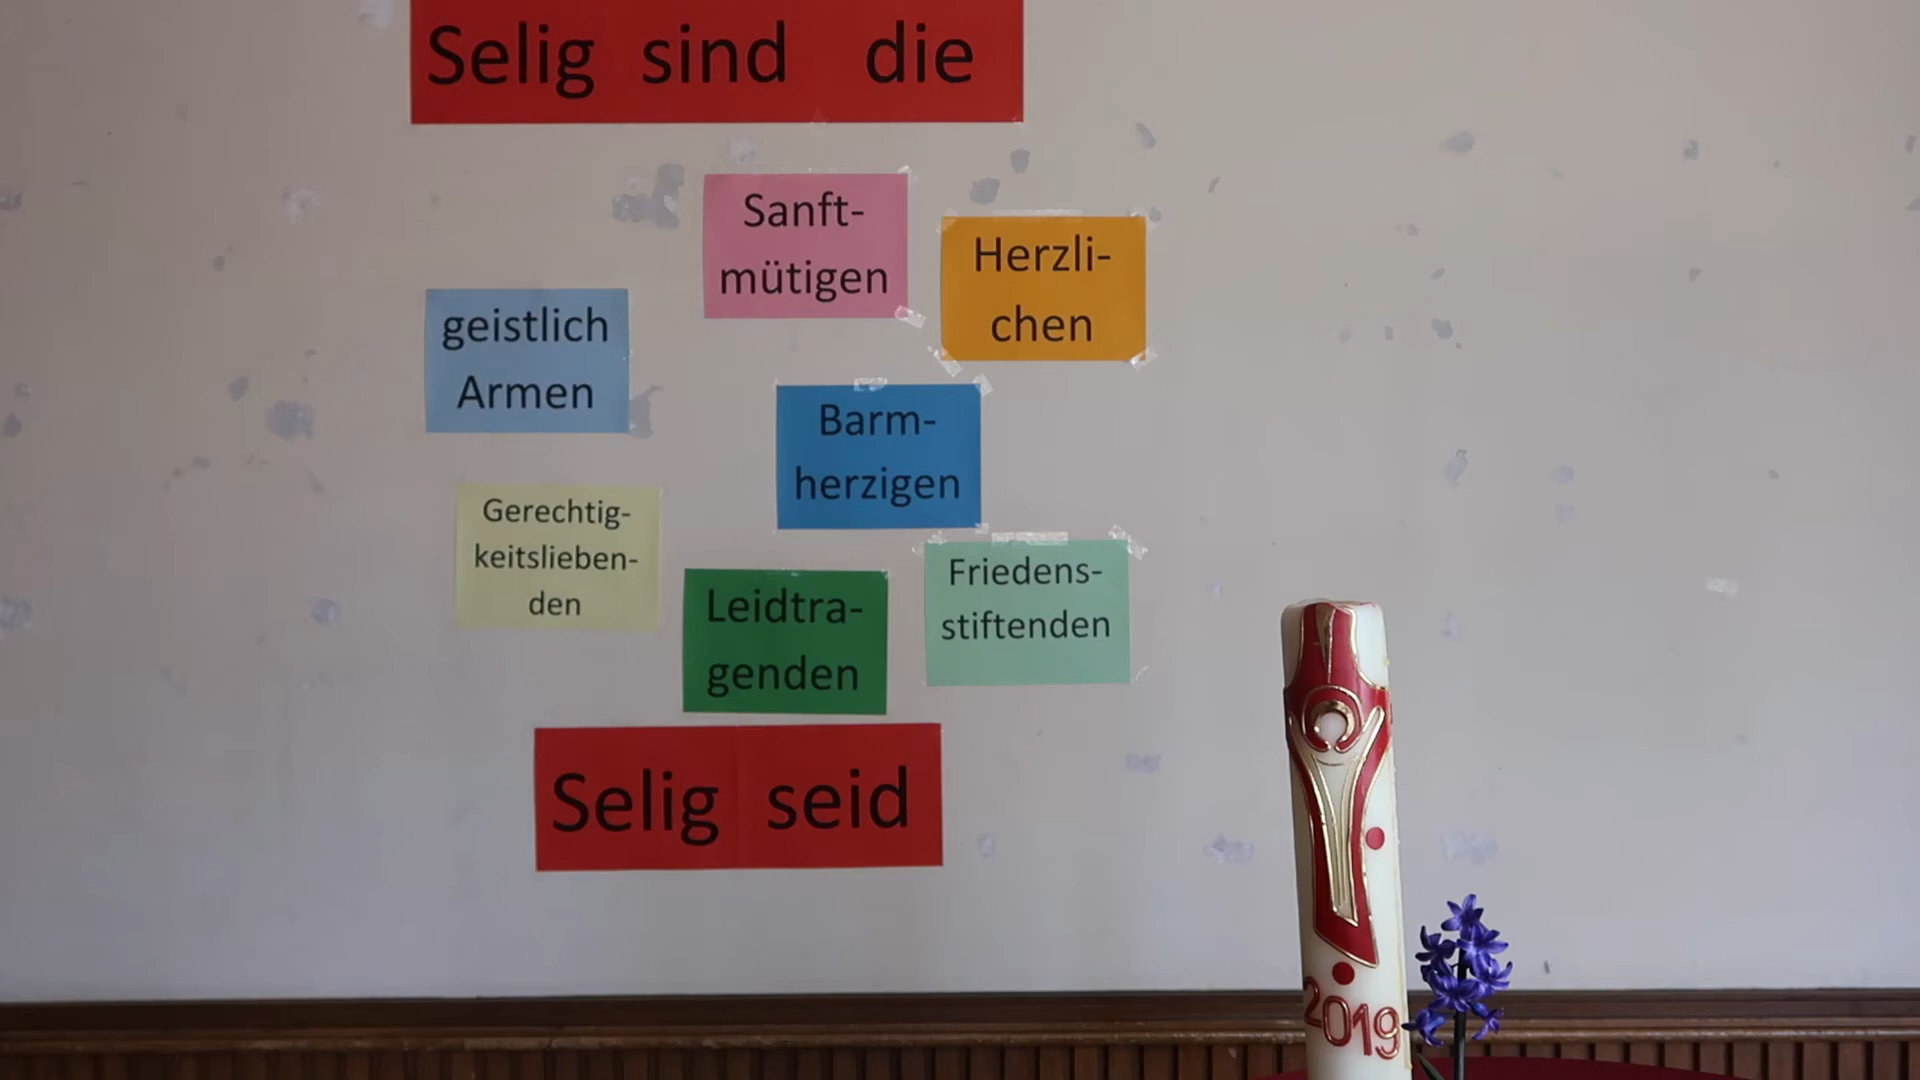 Selig sind die
Sanft-
mütigen
Herzli-
chen
geistlich
Armen
Barm-
herzigen
Gerechtig-
keitslieben-
den
Leidtra-
genden
Friedens-
stiftenden
Selig seid
2019